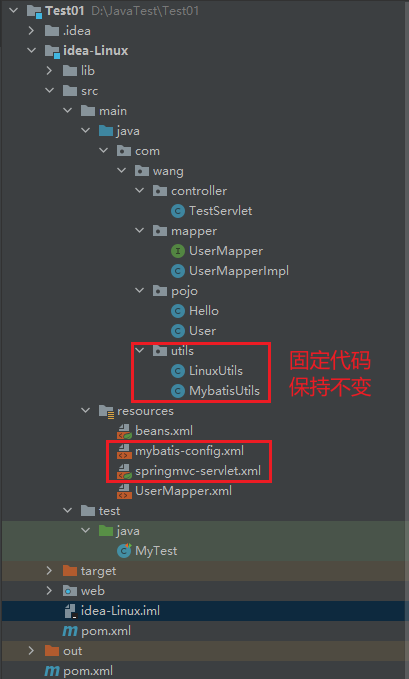 Test01 D:\JavaTest\Test01
.idea
idea-Linux
lib
src
main
java
com
wang
controller
TestServlet
mapper
UserMapper
UserMapperImpl
pojo
Hello
User
utils
固定代码
LinuxUtils
保持不变
MybatisUtils
resources
beans.xml
mybatis-config.xml
springmvc-servlet.xml
UserMapper.xml
test
java
MyTest
target
web
idea-Linux.iml
pom.xml
out
pom.xml